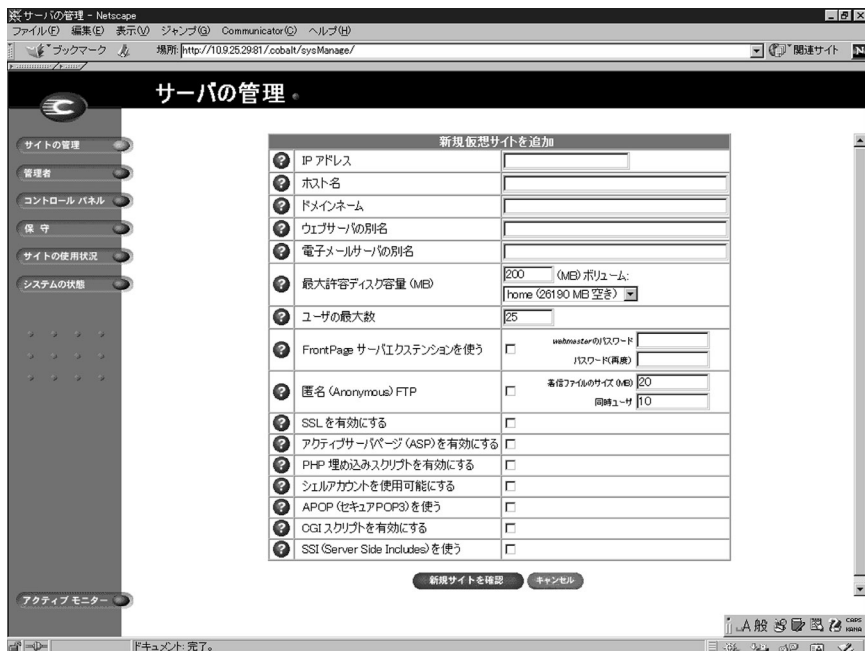 サーバの管理 - Netscape
ファイル(F) 編集(E) 表示(V) ジャンプ(G) Communicator(C) ヘルプ(H)
ブックマーク 場所: http://10.9.25.29:81/.cobalt/sysManage/ 関連サイト N
サーバの管理
サイトの管理
管理者
コントロール パネル
保 守
サイトの使用状況
システムの状態
アクティブ モニター
新規仮想サイトを追加
? IP アドレス
? ホスト名
? ドメインネーム
? ウェブサーバの別名
? 電子メールサーバの別名
? 最大許容ディスク容量 (MB) 200 (MB) ボリューム:
home (26190 MB 空き)
? ユーザの最大数 25
? FrontPage サーバエクステンションを使う webmasterのパスワード
パスワード(再度)
? 匿名 (Anonymous) FTP 着信ファイルのサイズ (MB) 20
同時ユーザ 10
? SSL を有効にする
? アクティブサーバページ (ASP) を有効にする
? PHP 埋め込みスクリプトを有効にする
? シェルアカウントを使用可能にする
? APOP (セキュアPOP3) を使う
? CGI スクリプトを有効にする
? SSI (Server Side Includes) を使う
新規サイトを確認 キャンセル
A 般 CAPS
KANA
ドキュメント: 完了。